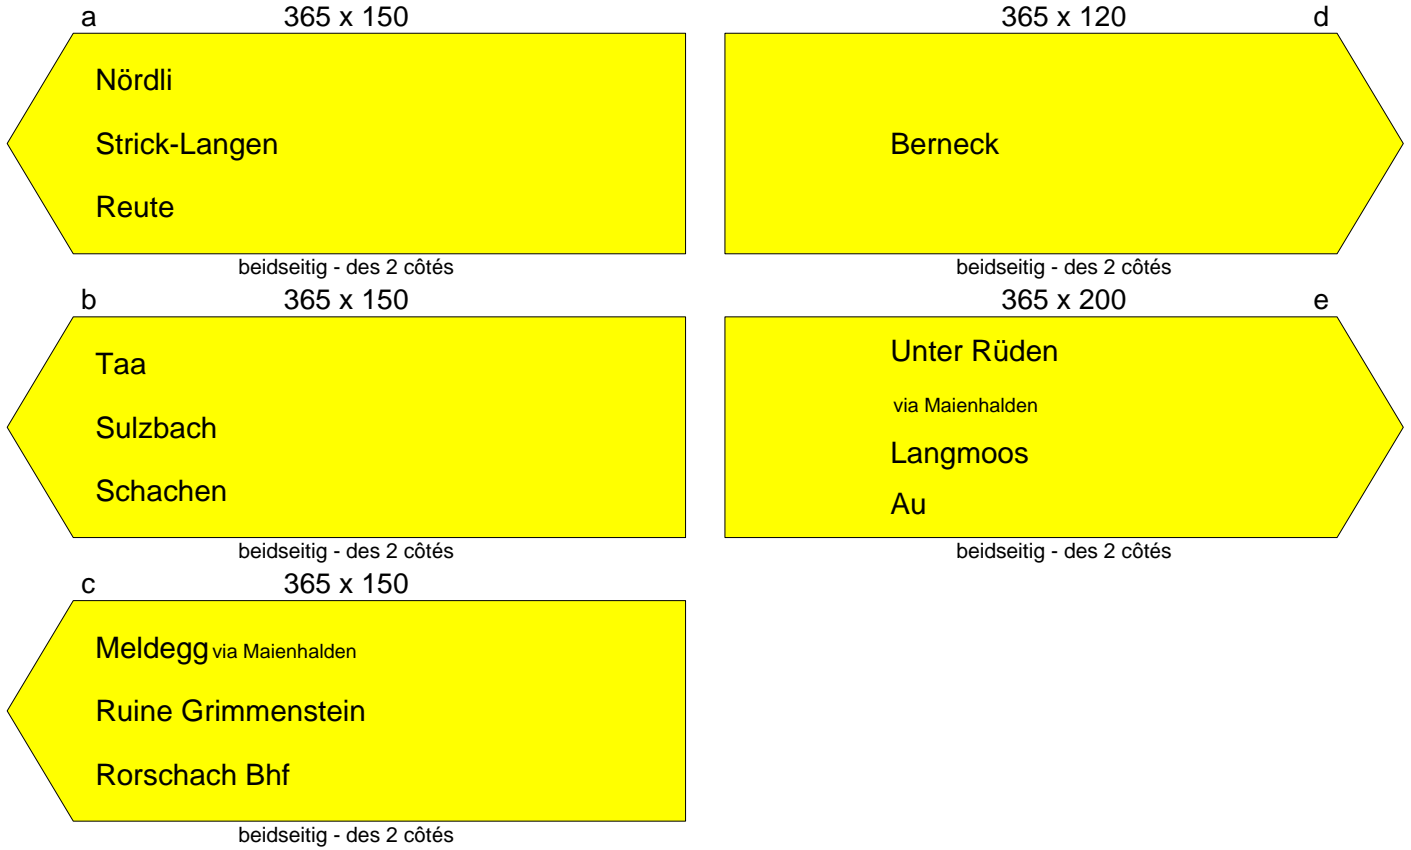 a 365 x 150
Nördli
Strick-Langen
Reute
beidseitig - des 2 côtés
b 365 x 150
Taa
Sulzbach
Schachen
beidseitig - des 2 côtés
c 365 x 150
Meldegg via Maienhalden
Ruine Grimmenstein
Rorschach Bhf
beidseitig - des 2 côtés
365 x 120 d
Berneck
beidseitig - des 2 côtés
365 x 200 e
Unter Rüden
via Maienhalden
Langmoos
Au
beidseitig - des 2 côtés